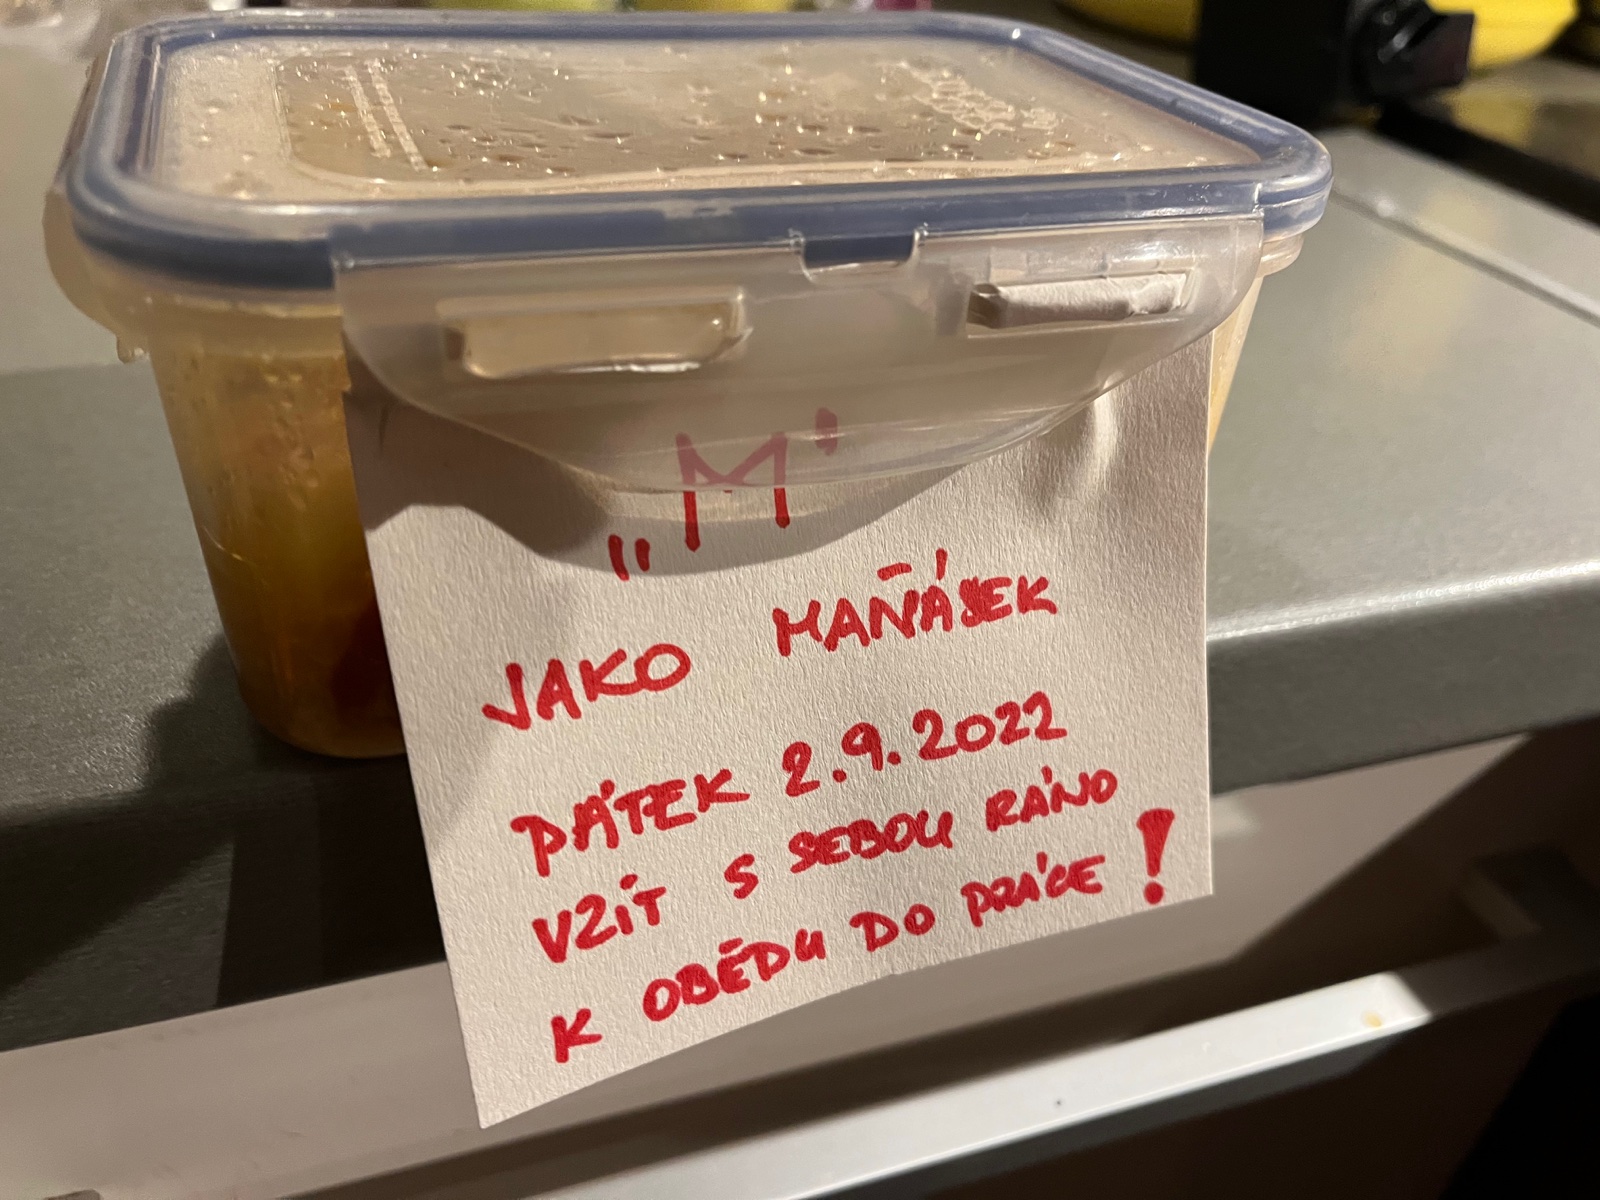 „M"
JAKO MAŇÁSEK
PÁTEK 2.9.2022
VZÍT S SEBOU RÁNO
K OBĚDU DO PRÁCE!